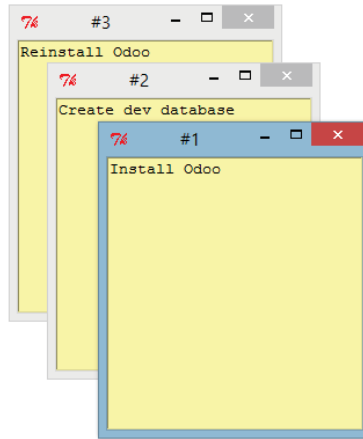 #3
Reinstall Odoo
#2
Create dev database
#1
Install Odoo